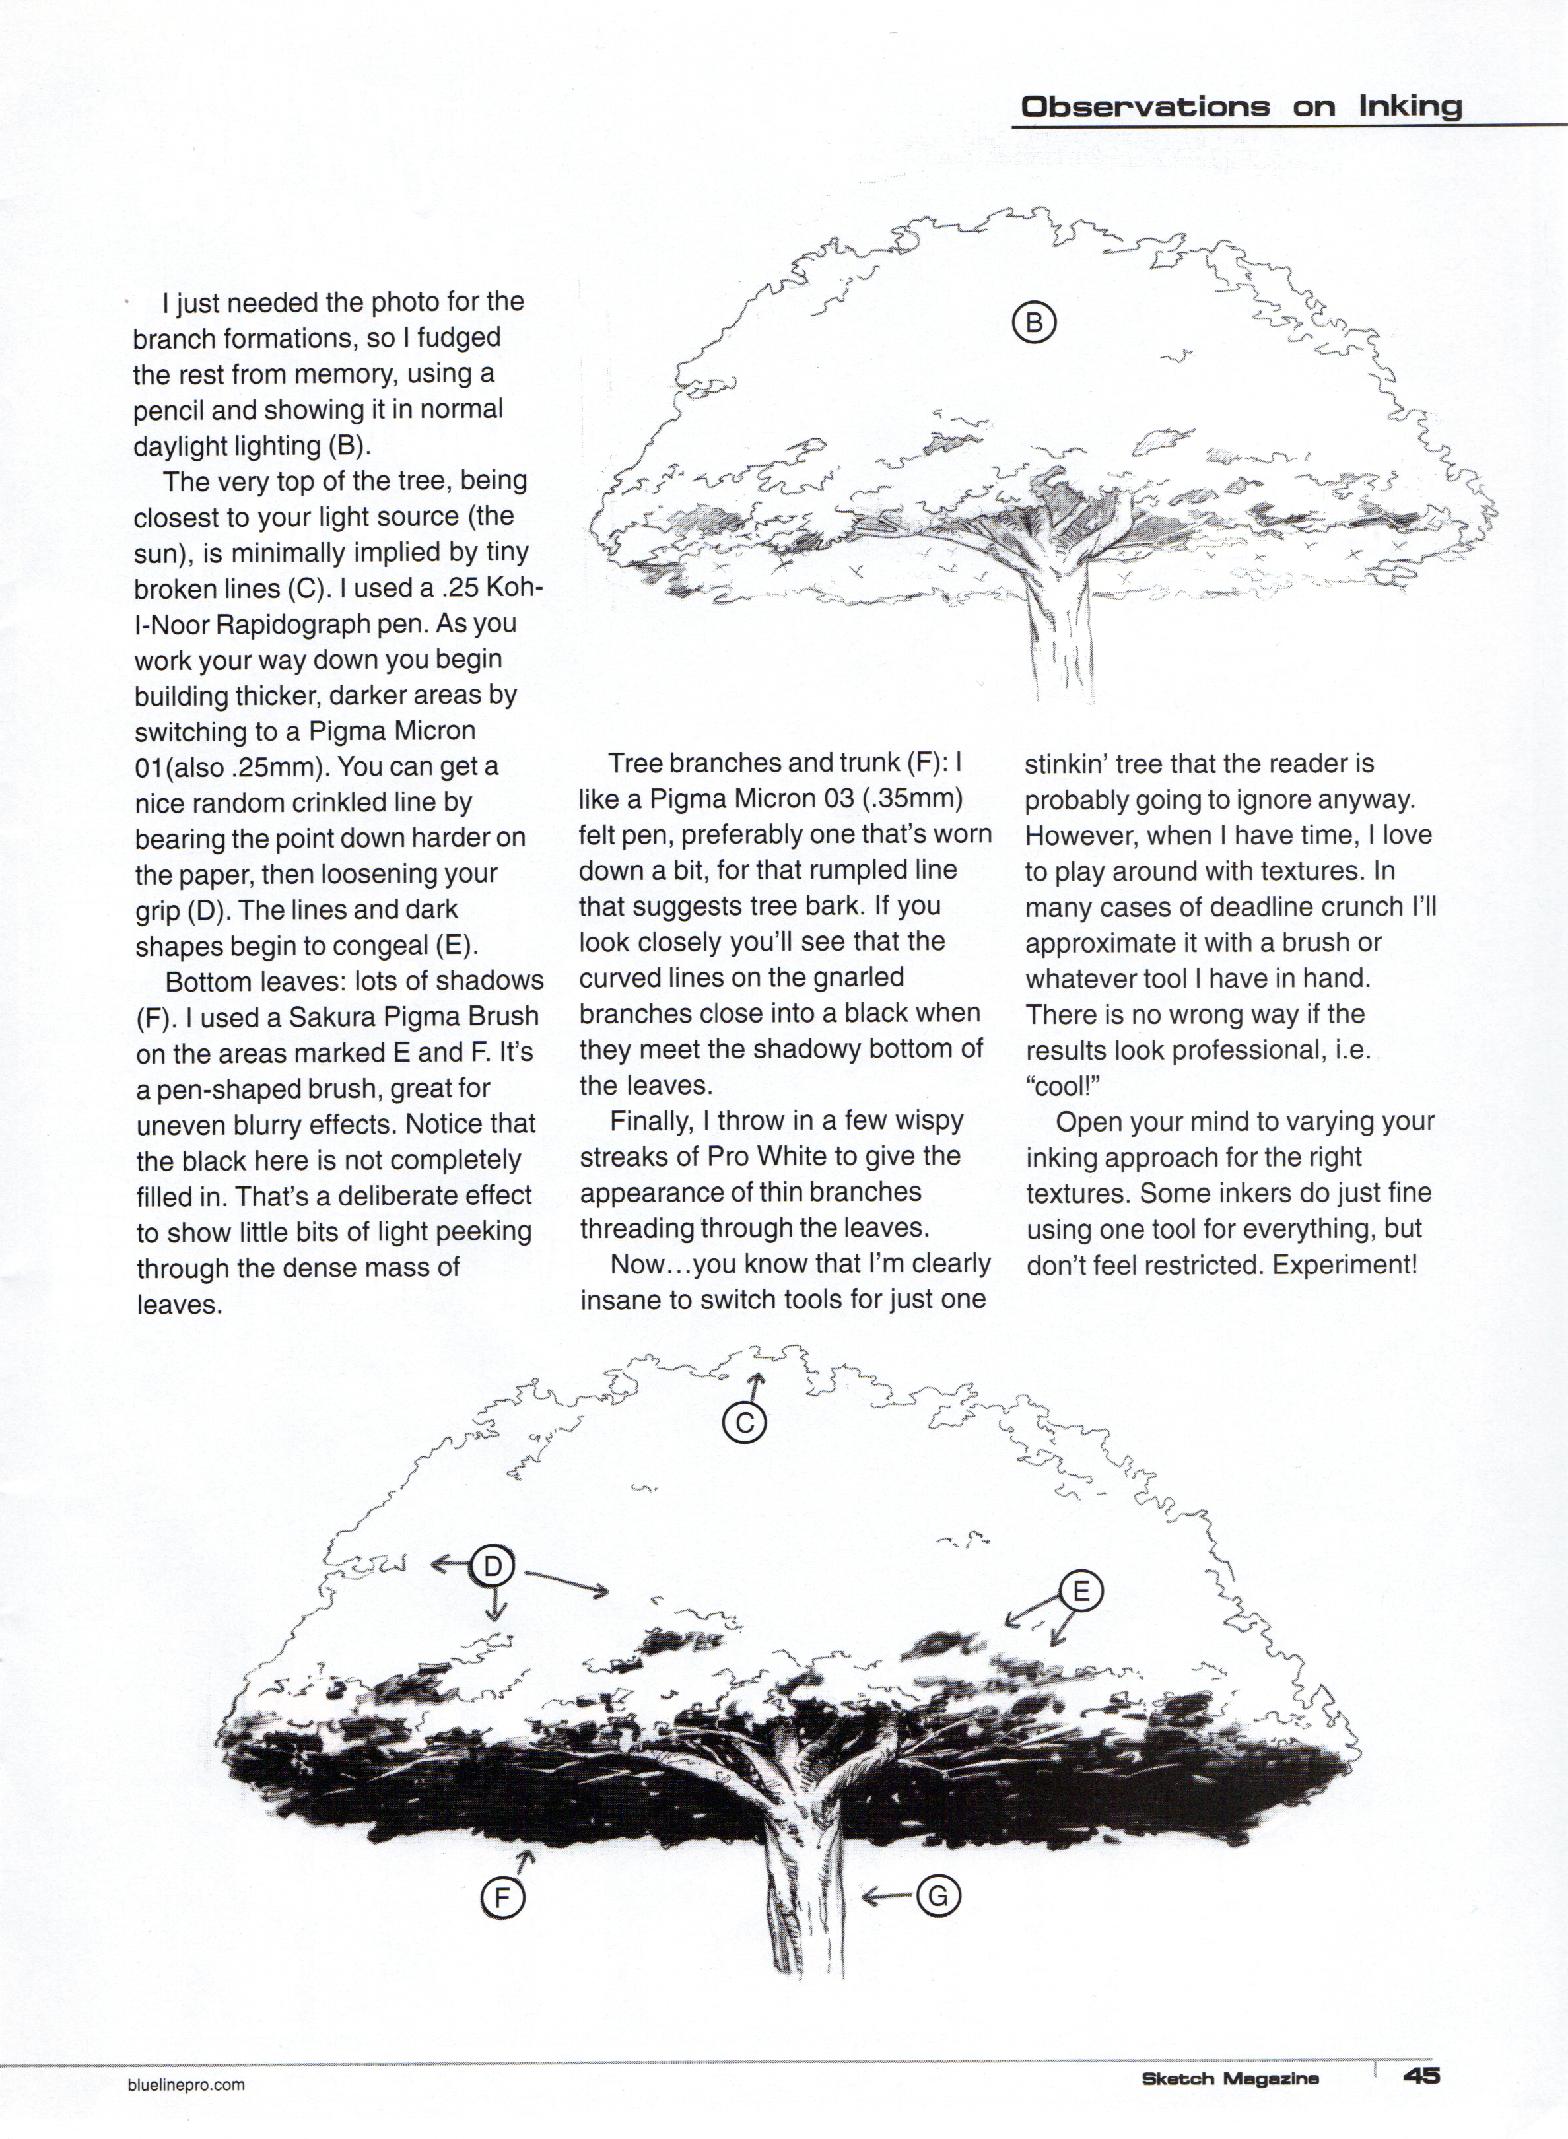 Observations on Inking
B
I just needed the photo for the
branch formations, so I fudged
the rest from memory, using a
pencil and showing it in normal
daylight lighting (B).
The very top of the tree, being
closest to your light source (the
sun), is minimally implied by tiny
broken lines (C). I used a .25 Koh-
I-Noor Rapidograph pen. As you
work your way down you begin
building thicker, darker areas by
switching to a Pigma Micron
01(also .25mm). You can get a
nice random crinkled line by
bearing the point down harder on
the paper, then loosening your
grip (D). The lines and dark
shapes begin to congeal (E).
Bottom leaves: lots of shadows
(F). I used a Sakura Pigma Brush
on the areas marked E and F. It's
a pen-shaped brush, great for
uneven blurry effects. Notice that
the black here is not completely
filled in. That's a deliberate effect
to show little bits of light peeking
through the dense mass of
leaves.
Tree branches and trunk (F): I
like a Pigma Micron 03 (.35mm)
felt pen, preferably one that's worn
down a bit, for that rumpled line
that suggests tree bark. If you
look closely you'll see that the
curved lines on the gnarled
branches close into a black when
they meet the shadowy bottom of
the leaves.
Finally, I throw in a few wispy
streaks of Pro White to give the
appearance of thin branches
threading through the leaves.
Now...you know that I'm clearly
insane to switch tools for just one
stinkin' tree that the reader is
probably going to ignore anyway.
However, when I have time, I love
to play around with textures. In
many cases of deadline crunch I'll
approximate it with a brush or
whatever tool I have in hand.
There is no wrong way if the
results look professional, i.e.
“cool!”
Open your mind to varying your
inking approach for the right
textures. Some inkers do just fine
using one tool for everything, but
don't feel restricted. Experiment!
C
D
E
F
G
bluelinepro.com
Sketch Magazine
45